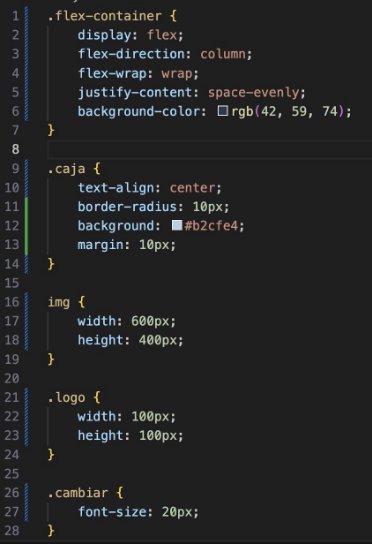 1 .flex-container {
2 display: flex;
3 flex-direction: column;
4 flex-wrap: wrap;
5 justify-content: space-evenly;
6 background-color: rgb(42, 59, 74);
7 }
8
9 .caja {
10 text-align: center;
11 border-radius: 10px;
12 background: #b2cfe4;
13 margin: 10px;
14 }
15
16 img {
17 width: 600px;
18 height: 400px;
19 }
20
21 .logo {
22 width: 100px;
23 height: 100px;
24 }
25
26 .cambiar {
27 font-size: 20px;
28 }